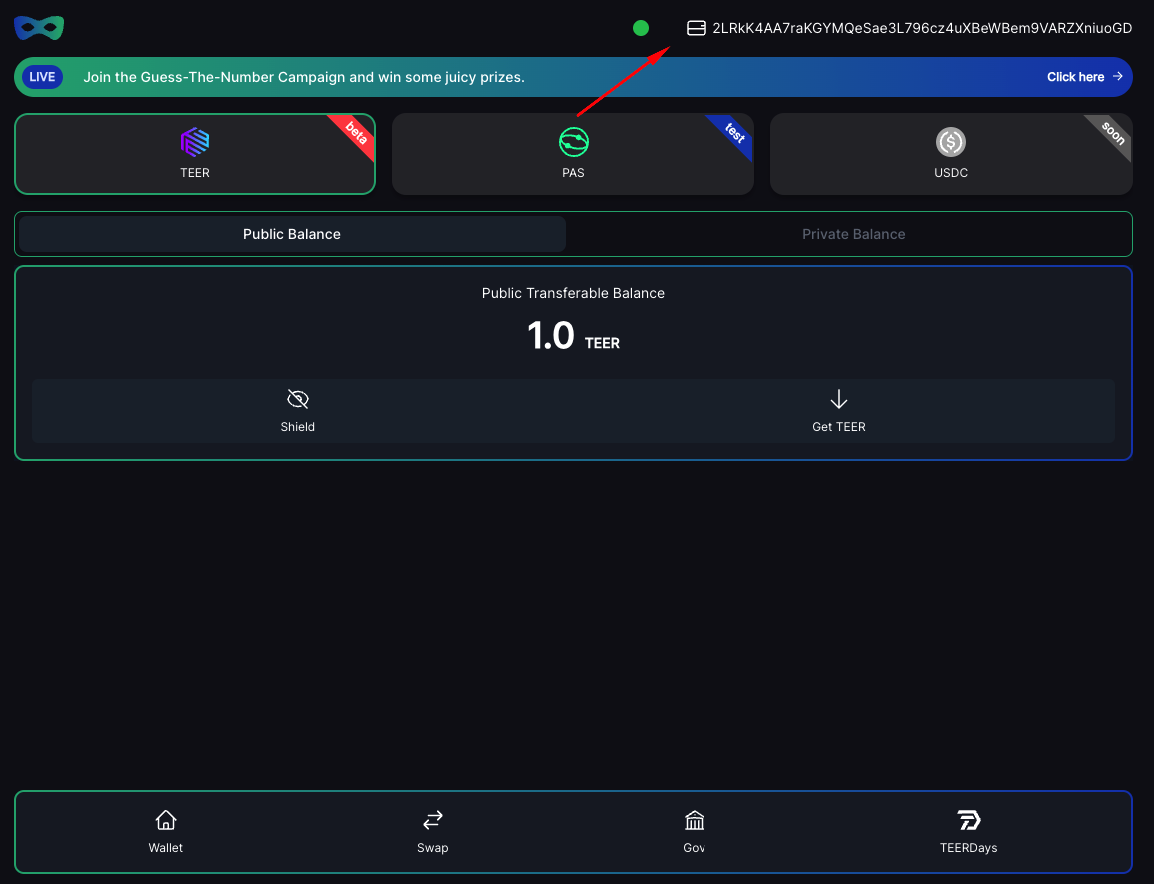 2LRkK4AA7raKGYMQeSae3L796cz4uXBeWBem9VARZXniuoGD
LIVE Join the Guess-The-Number Campaign and win some juicy prizes. Click here →
beta
TEER
test
PAS
soon
USDC
Public Balance
Private Balance
Public Transferable Balance
1.0 TEER
Shield
Get TEER
Wallet
Swap
Gov
TEERDays